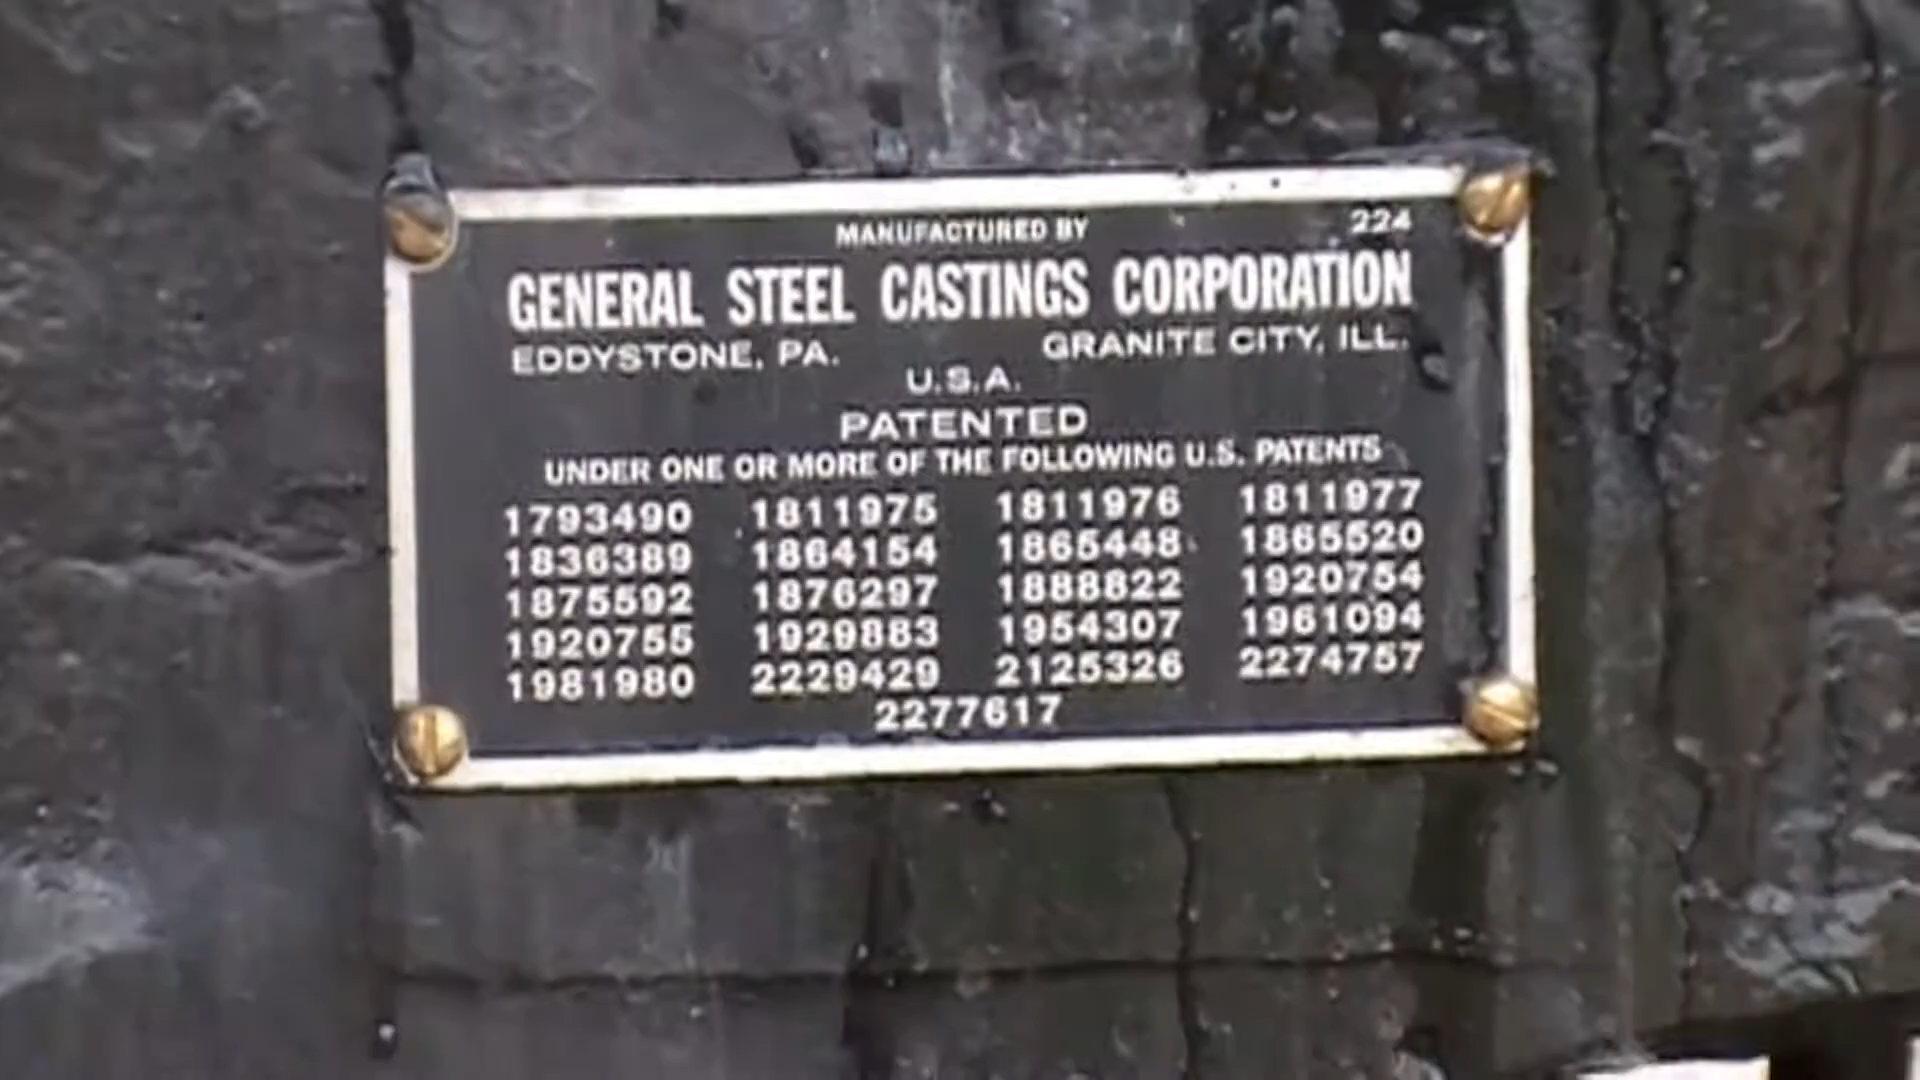 MANUFACTURED BY 224
GENERAL STEEL CASTINGS CORPORATION
EDDYSTONE, PA. GRANITE CITY, ILL.
U.S.A.
PATENTED
UNDER ONE OR MORE OF THE FOLLOWING U.S. PATENTS
1793490 1811975 1811976 1811977
1836389 1864154 1865448 1865520
1875592 1876297 1888822 1920754
1920755 1929883 1954307 1961094
1981980 2229429 2125326 2274757
2277617